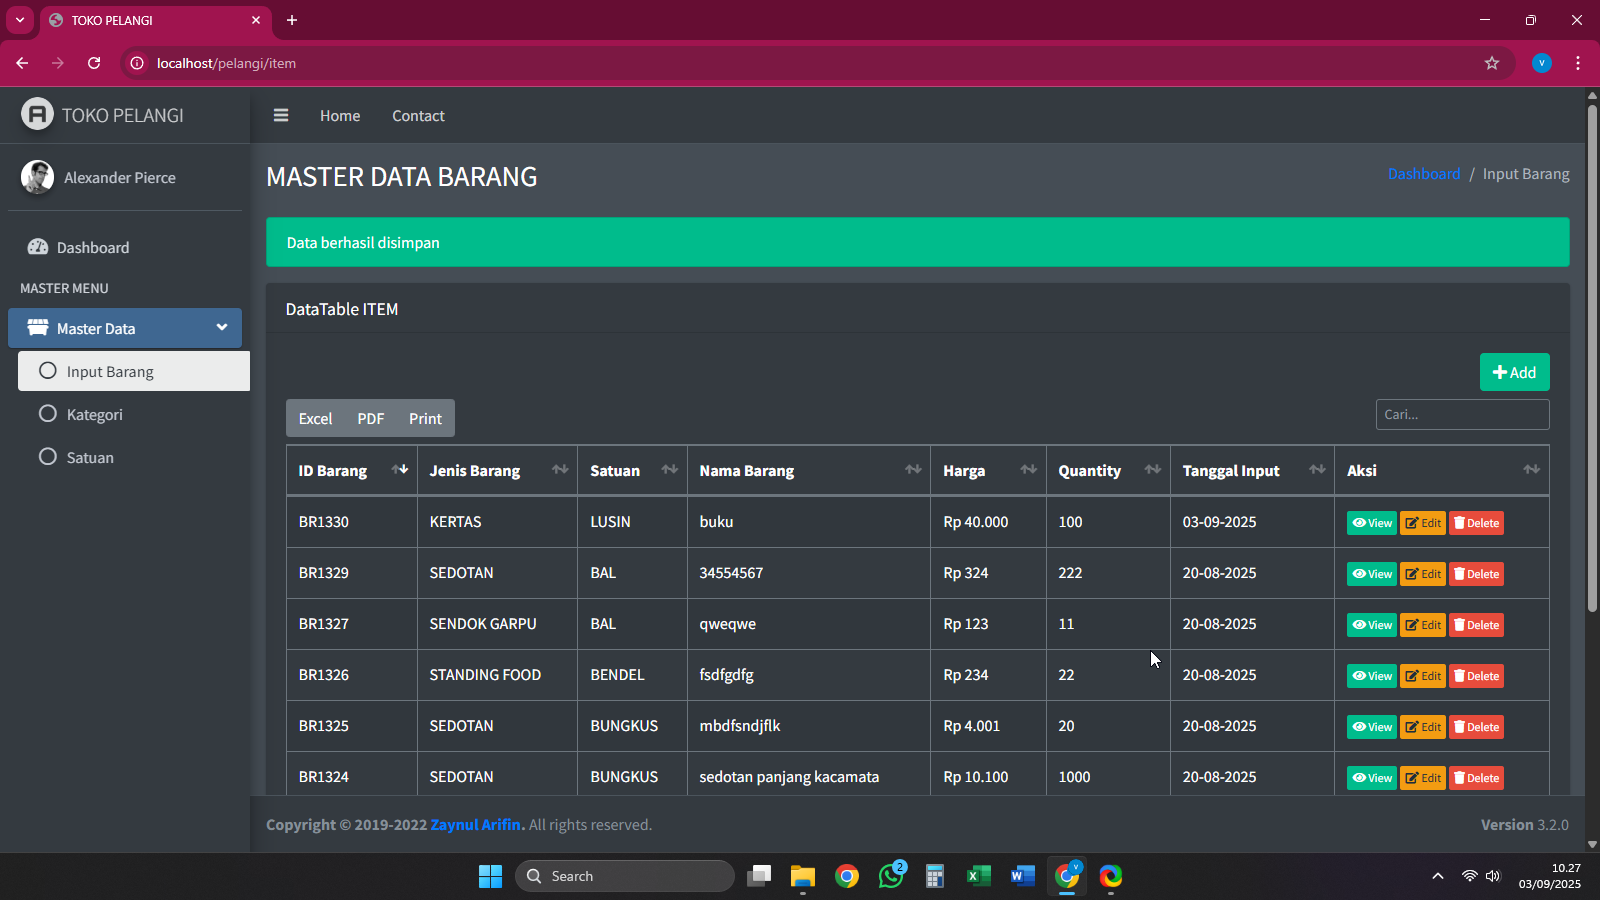 TOKO PELANGI
localhost/pelangi/item
V
A TOKO PELANGI
Home Contact
Alexander Pierce
MASTER DATA BARANG
Dashboard / Input Barang
Dashboard
Data berhasil disimpan
MASTER MENU
Master Data
DataTable ITEM
Input Barang
Add
Kategori
Excel PDF Print
Cari...
Satuan
ID Barang Jenis Barang Satuan Nama Barang Harga Quantity Tanggal Input Aksi
BR1330 KERTAS LUSIN buku Rp 40.000 100 03-09-2025 View Edit Delete
BR1329 SEDOTAN BAL 34554567 Rp 324 222 20-08-2025 View Edit Delete
BR1327 SENDOK GARPU BAL qweqwe Rp 123 11 20-08-2025 View Edit Delete
BR1326 STANDING FOOD BENDEL fsdfgdfg Rp 234 22 20-08-2025 View Edit Delete
BR1325 SEDOTAN BUNGKUS mbdfsndjflk Rp 4.001 20 20-08-2025 View Edit Delete
BR1324 SEDOTAN BUNGKUS sedotan panjang kacamata Rp 10.100 1000 20-08-2025 View Edit Delete
Copyright © 2019-2022 Zaynul Arifin. All rights reserved.
Version 3.2.0
Search
2
V
10.27
03/09/2025